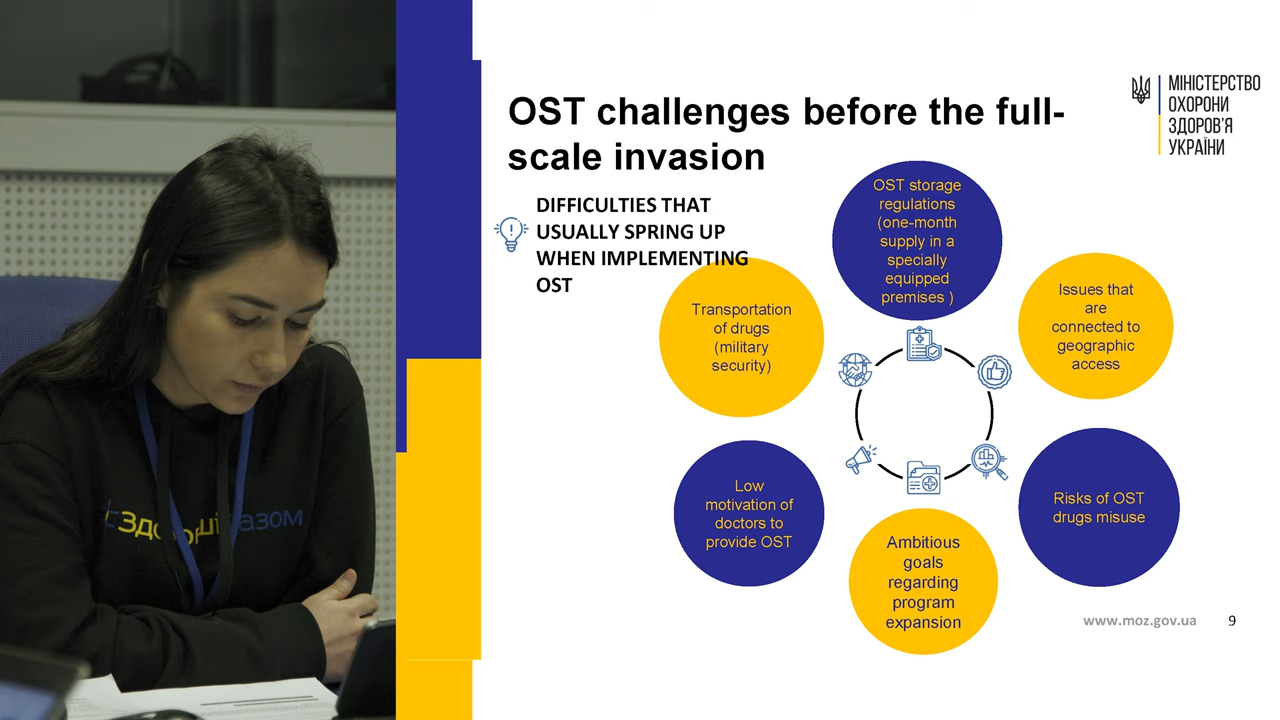 OST challenges before the full-
scale invasion
МІНІСТЕРСТВО
ОХОРОНИ
ЗДОРОВ'Я
УКРАЇНИ
DIFFICULTIES THAT
USUALLY SPRING UP
WHEN IMPLEMENTING
OST
OST storage
regulations
(one-month
supply in a
specially
equipped
premises )
Transportation
of drugs
(military
security)
Issues that
are
connected to
geographic
access
Low
motivation of
doctors to
provide OST
Risks of OST
drugs misuse
Ambitious
goals
regarding
program
expansion
www.moz.gov.ua 9